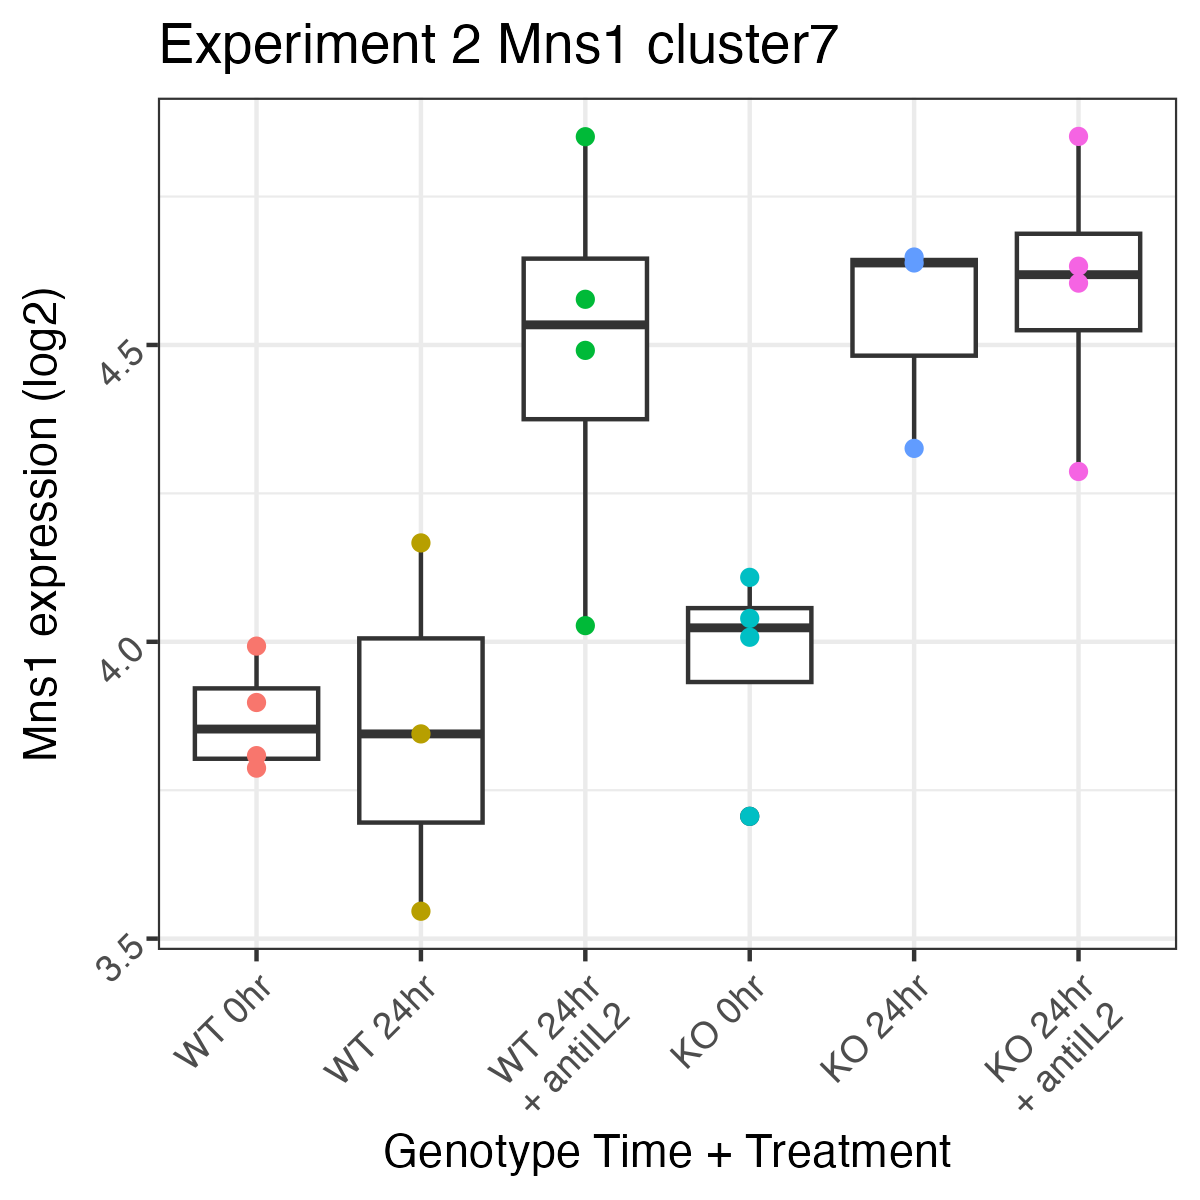 Experiment 2 Mns1 cluster7
Mns1 expression (log2)
4.5
4.0
3.5
WT 0hr
WT 24hr
WT 24hr
+ antiIL2
KO 0hr
KO 24hr
KO 24hr
+ antiIL2
Genotype Time + Treatment